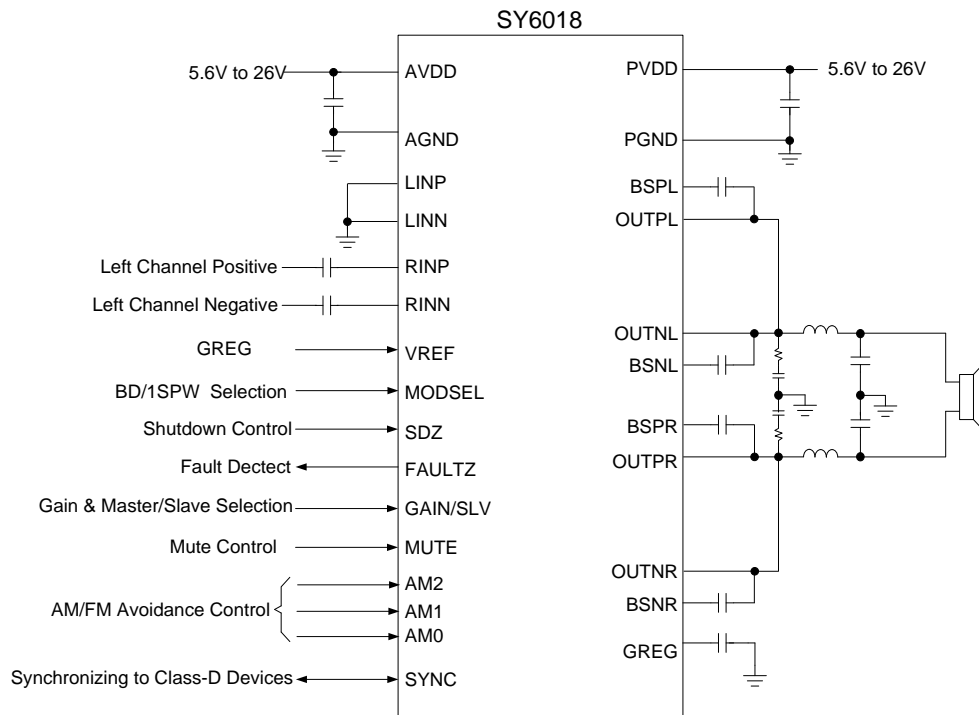 SY6018
5.6V to 26V
AVDD
PVDD
5.6V to 26V
AGND
PGND
LINP
BSPL
LINN
OUTPL
Left Channel Positive
RINP
Left Channel Negative
RINN
OUTNL
GREG
VREF
BSNL
BD/1SPW Selection
MODSEL
Shutdown Control
SDZ
BSPR
Fault Dectect
FAULTZ
OUTPR
Gain & Master/Slave Selection
GAIN/SLV
Mute Control
MUTE
OUTNR
AM2
AM/FM Avoidance Control
AM1
BSNR
AM0
GREG
Synchronizing to Class-D Devices
SYNC